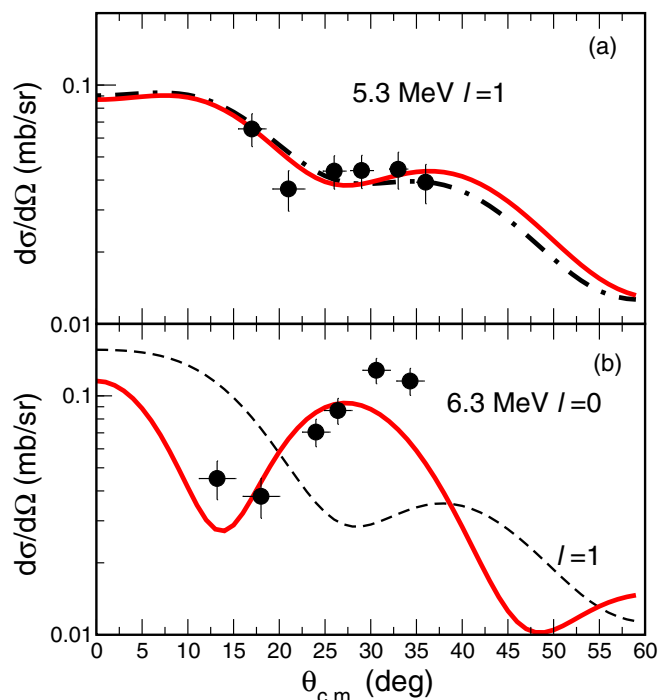 (a)
5.3 MeV l=1
0.1
dσ/dΩ (mb/sr)
0.01
(b)
6.3 MeV l=0
0.1
dσ/dΩ (mb/sr)
l=1
0.01
0 5 10 15 20 25 30 35 40 45 50 55 60
θc.m. (deg)